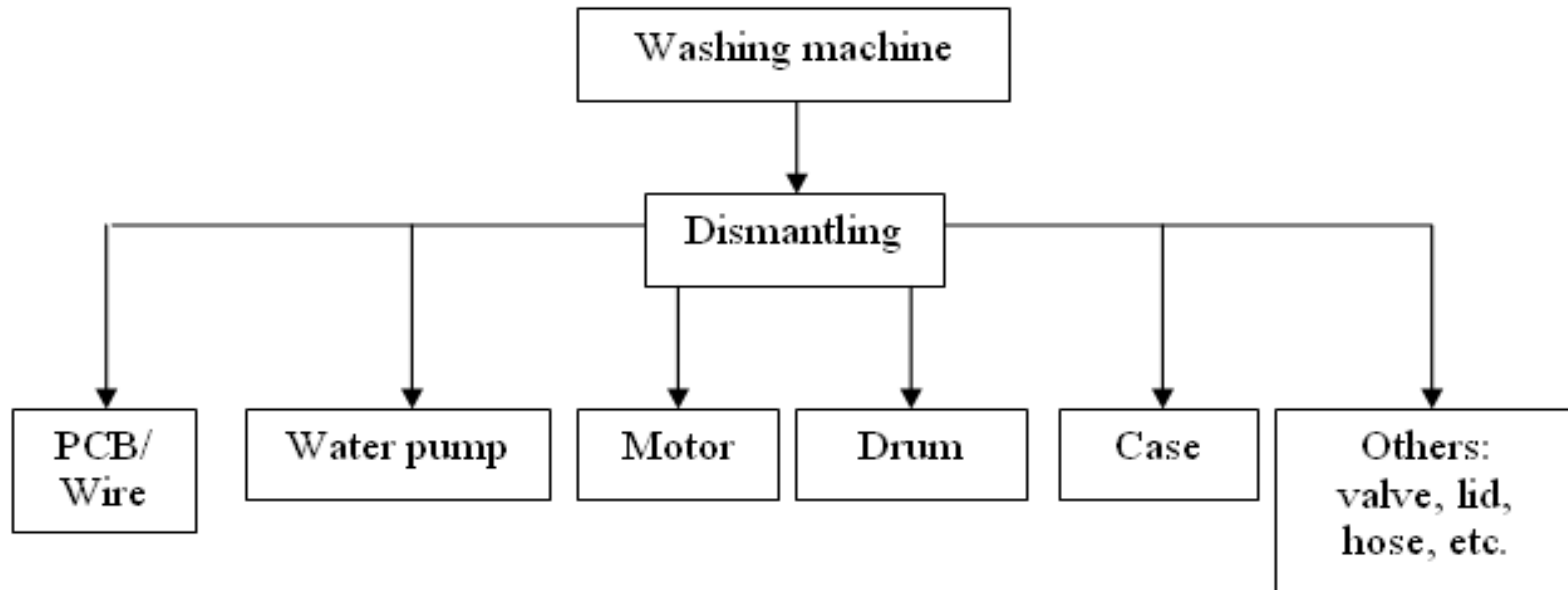 Washing machine
Dismantling
PCB/
Wire
Water pump
Motor
Drum
Case
Others:
valve, lid,
hose, etc.